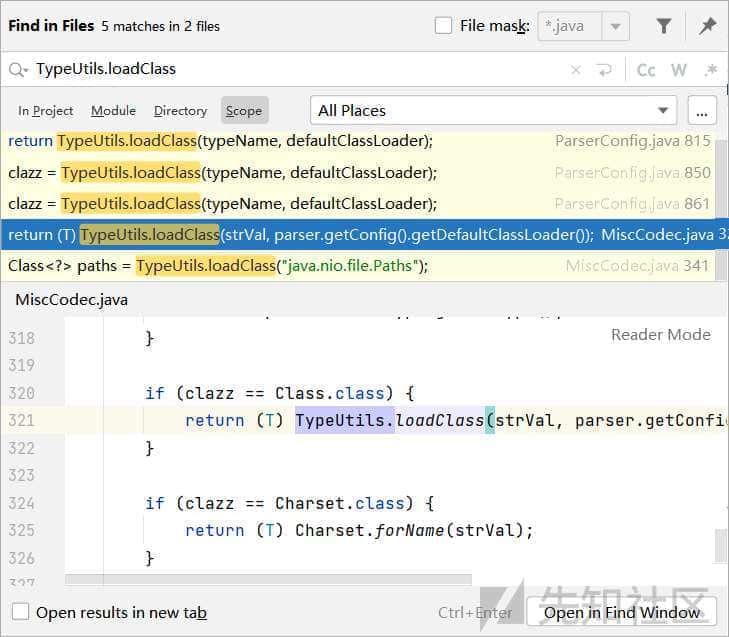 Find in Files 5 matches in 2 files File mask: *.java
TypeUtils.loadClass Cc W .*
In Project Module Directory Scope All Places ...
return TypeUtils.loadClass(typeName, defaultClassLoader); ParserConfig.java 815
clazz = TypeUtils.loadClass(typeName, defaultClassLoader); ParserConfig.java 850
clazz = TypeUtils.loadClass(typeName, defaultClassLoader); ParserConfig.java 861
return (T) TypeUtils.loadClass(strVal, parser.getConfig().getDefaultClassLoader()); MiscCodec.java 32
Class<?> paths = TypeUtils.loadClass("java.nio.file.Paths"); MiscCodec.java 341
MiscCodec.java
Reader Mode
318 }
319
320 if (clazz == Class.class) {
321 return (T) TypeUtils.loadClass(strVal, parser.getConfi
322 }
323
324 if (clazz == Charset.class) {
325 return (T) Charset.forName(strVal);
326 }
327
Open results in new tab Ctrl+Enter Open in Find Window
先知社区